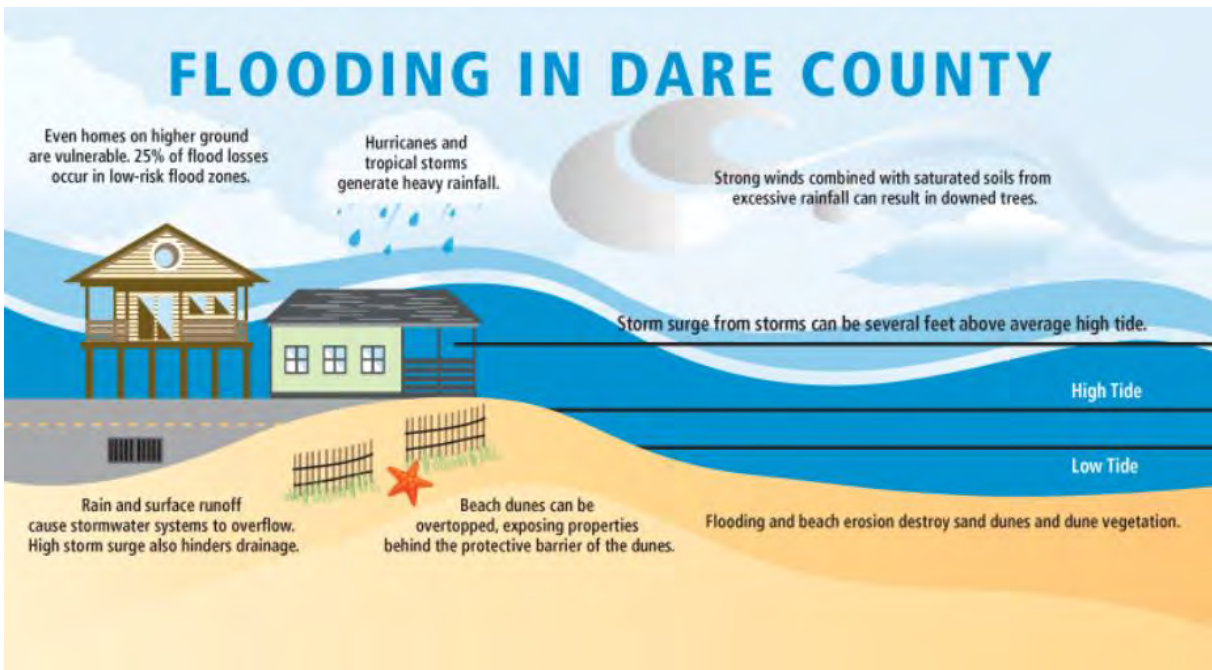 FLOODING IN DARE COUNTY
Even homes on higher ground
are vulnerable. 25% of flood losses
occur in low-risk flood zones.
Hurricanes and
tropical storms
generate heavy rainfall.
Strong winds combined with saturated soils from
excessive rainfall can result in downed trees.
Storm surge from storms can be several feet above average high tide.
High Tide
Low Tide
Rain and surface runoff
cause stormwater systems to overflow.
High storm surge also hinders drainage.
Beach dunes can be
overtopped, exposing properties
behind the protective barrier of the dunes.
Flooding and beach erosion destroy sand dunes and dune vegetation.